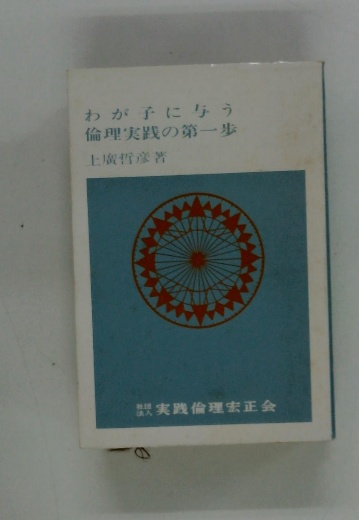 わが子に与う
倫理実践の第一歩
上廣哲彦著
社団法人 実践倫理宏正会